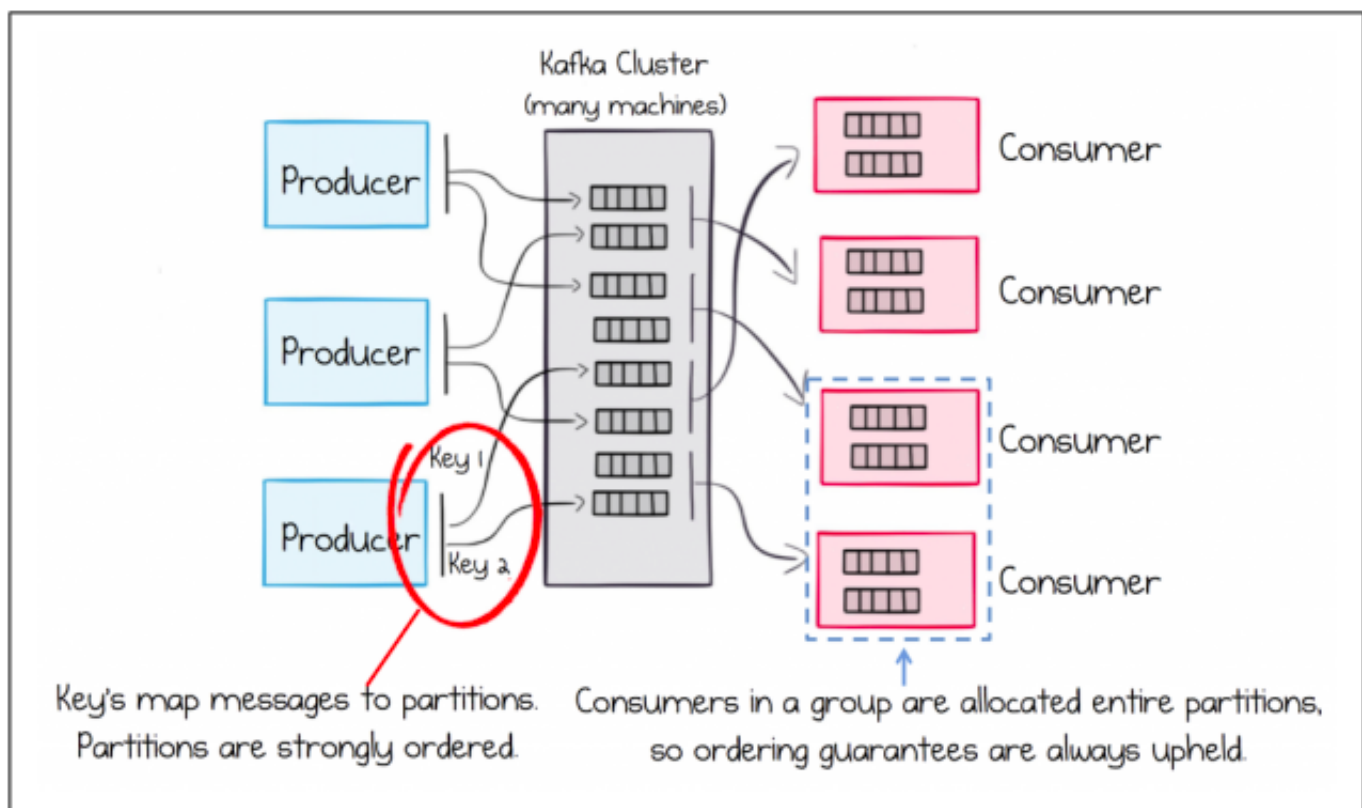 Kafka Cluster
(many machines)
Producer
Producer
Producer
Key 1
Key 2
Consumer
Consumer
Consumer
Consumer
Key's map messages to partitions.
Partitions are strongly ordered.
Consumers in a group are allocated entire partitions,
so ordering guarantees are always upheld.